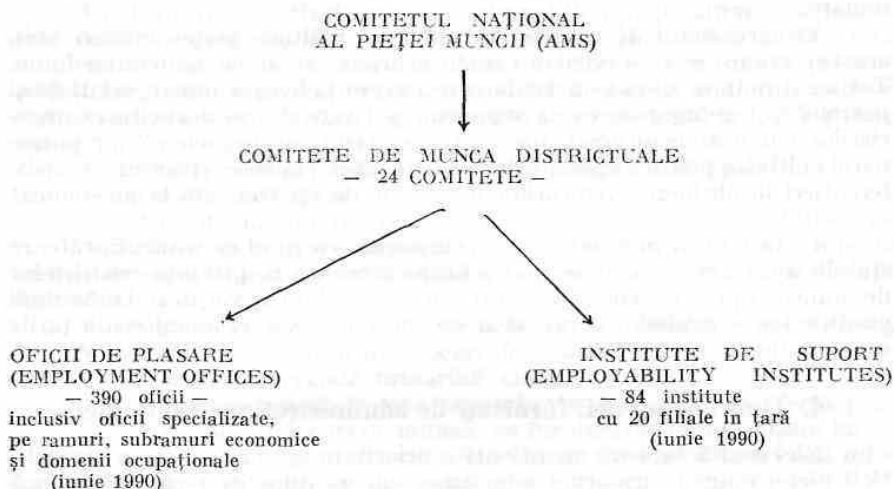 COMITETUL NAȚIONAL
AL PIEȚEI MUNCII (AMS)
COMITETE DE MUNCA DISTRICTUALE
— 24 COMITETE —
OFICII DE PLASARE
(EMPLOYMENT OFFICES)
— 390 oficii —
inclusiv oficii specializate,
pe ramuri, subramuri economice
și domenii ocupaționale
(iunie 1990)
INSTITUTE DE SUPORT
(EMPLOYABILITY INSTITUTES)
— 84 institute
cu 20 filiale în țară
(iunie 1990)